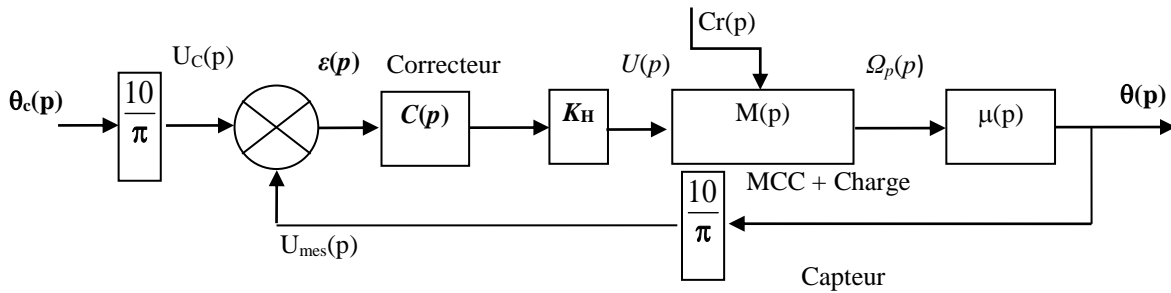 Cr(p)
U_C(p)
ε(p)
Correcteur
U(p)
Ω_p(p)
θ_c(p)
10
π
C(p)
K_H
M(p)
μ(p)
θ(p)
MCC + Charge
10
π
U_mes(p)
Capteur